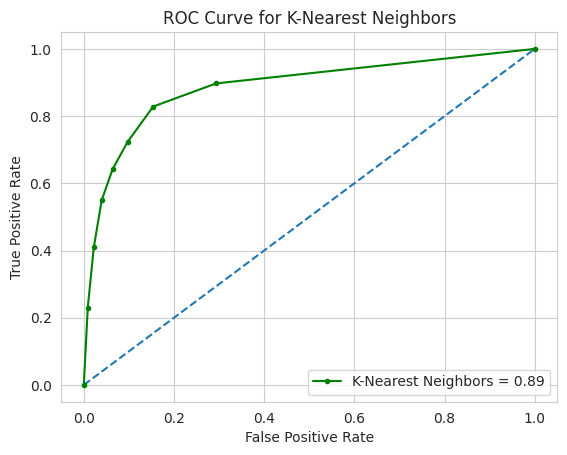 ROC Curve for K-Nearest Neighbors
1.0
0.8
0.6
0.4
0.2
0.0
True Positive Rate
K-Nearest Neighbors = 0.89
0.0 0.2 0.4 0.6 0.8 1.0
False Positive Rate